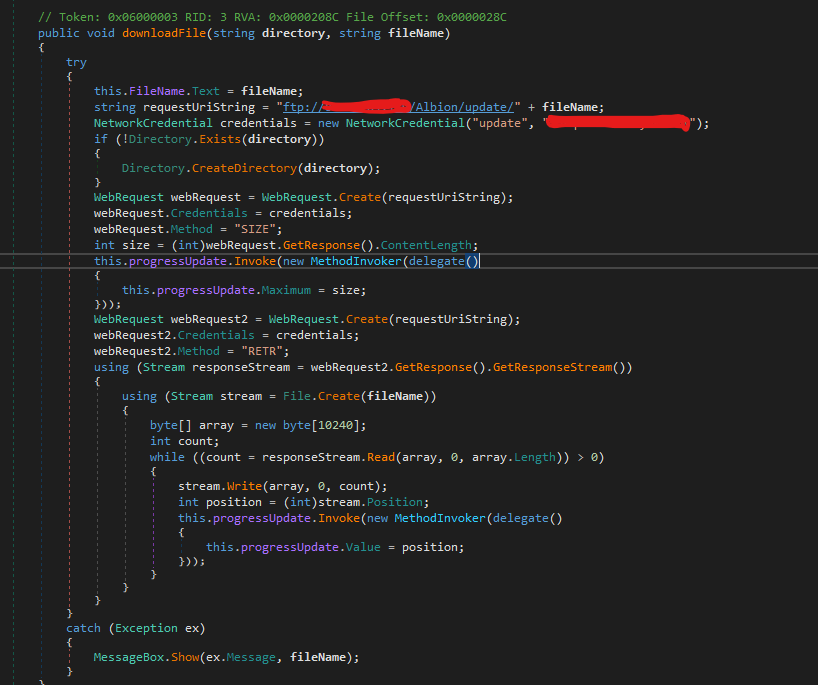 // Token: 0x06000003 RID: 3 RVA: 0x0000208C File Offset: 0x0000028C
public void downloadFile(string directory, string fileName)
{
try
{
this.FileName.Text = fileName;
string requestUriString = "ftp:// /Albion/update/" + fileName;
NetworkCredential credentials = new NetworkCredential("update", " ");
if (!Directory.Exists(directory))
{
Directory.CreateDirectory(directory);
}
WebRequest webRequest = WebRequest.Create(requestUriString);
webRequest.Credentials = credentials;
webRequest.Method = "SIZE";
int size = (int)webRequest.GetResponse().ContentLength;
this.progressUpdate.Invoke(new MethodInvoker(delegate()
{
this.progressUpdate.Maximum = size;
}));
WebRequest webRequest2 = WebRequest.Create(requestUriString);
webRequest2.Credentials = credentials;
webRequest2.Method = "RETR";
using (Stream responseStream = webRequest2.GetResponse().GetResponseStream())
{
using (Stream stream = File.Create(fileName))
{
byte[] array = new byte[10240];
int count;
while ((count = responseStream.Read(array, 0, array.Length)) > 0)
{
stream.Write(array, 0, count);
int position = (int)stream.Position;
this.progressUpdate.Invoke(new MethodInvoker(delegate()
{
this.progressUpdate.Value = position;
}));
}
}
}
}
catch (Exception ex)
{
MessageBox.Show(ex.Message, fileName);
}